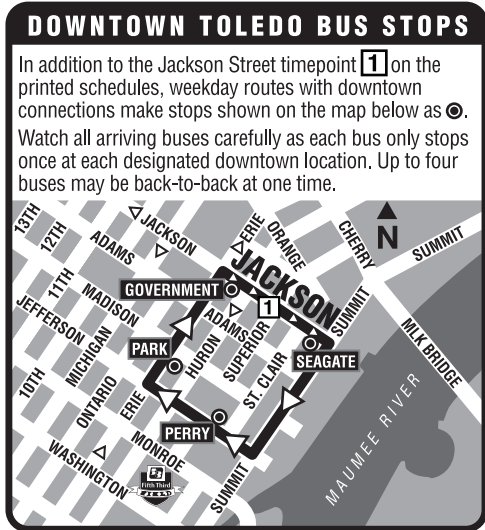 DOWNTOWN TOLEDO BUS STOPS
In addition to the Jackson Street timepoint 1 on the
printed schedules, weekday routes with downtown
connections make stops shown on the map below as ◉.
Watch all arriving buses carefully as each bus only stops
once at each designated downtown location. Up to four
buses may be back-to-back at one time.
13TH
12TH
JACKSON
ADAMS
ERIE
ORANGE
CHERRY
N
SUMMIT
JACKSON
GOVERNMENT
11TH
MADISON
JEFFERSON
1
ADAMS
SUMMIT
MLK BRIDGE
MICHIGAN
PARK
HURON
SUPERIOR
SEAGATE
10TH
ONTARIO
ERIE
ST. CLAIR
PERRY
MONROE
WASHINGTON
SUMMIT
MAUMEE RIVER
Fifth Third
FIELD